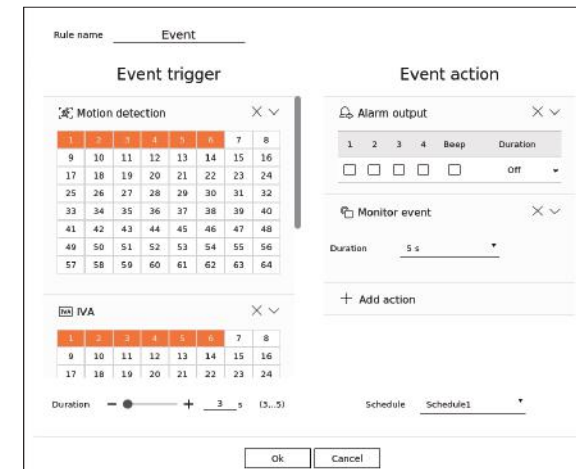 Rule name Event
Event trigger
Motion detection
1 2 3 4 5 6 7 8
9 10 11 12 13 14 15 16
17 18 19 20 21 22 23 24
25 26 27 28 29 30 31 32
33 34 35 36 37 38 39 40
41 42 43 44 45 46 47 48
49 50 51 52 53 54 55 56
57 58 59 60 61 62 63 64
IVA IVA
1 2 3 4 5 6 7 8
9 10 11 12 13 14 15 16
17 18 19 20 21 22 23 24
Duration 3 s (3...5)
Event action
Alarm output
1 2 3 4 Beep Duration
Off
Monitor event
Duration 5 s
+ Add action
Schedule Schedule1
Ok Cancel